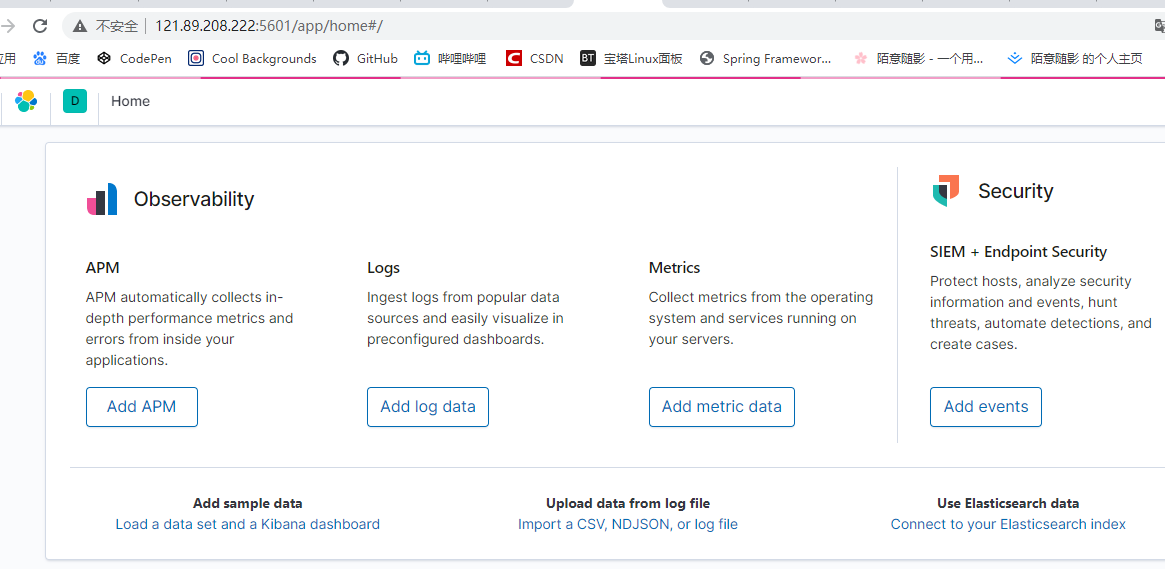 不安全 121.89.208.222:5601/app/home#/
应用 百度 CodePen Cool Backgrounds GitHub 哔哩哔哩 CSDN BT 宝塔Linux面板 Spring Framewor... 陌意随影 - 一个用... 陌意随影 的个人主页
D Home
Observability
Security
APM
Logs
Metrics
SIEM + Endpoint Security
APM automatically collects in-
depth performance metrics and
errors from inside your
applications.
Ingest logs from popular data
sources and easily visualize in
preconfigured dashboards.
Collect metrics from the operating
system and services running on
your servers.
Protect hosts, analyze security
information and events, hunt
threats, automate detections, and
create cases.
Add APM
Add log data
Add metric data
Add events
Add sample data
Load a data set and a Kibana dashboard
Upload data from log file
Import a CSV, NDJSON, or log file
Use Elasticsearch data
Connect to your Elasticsearch index